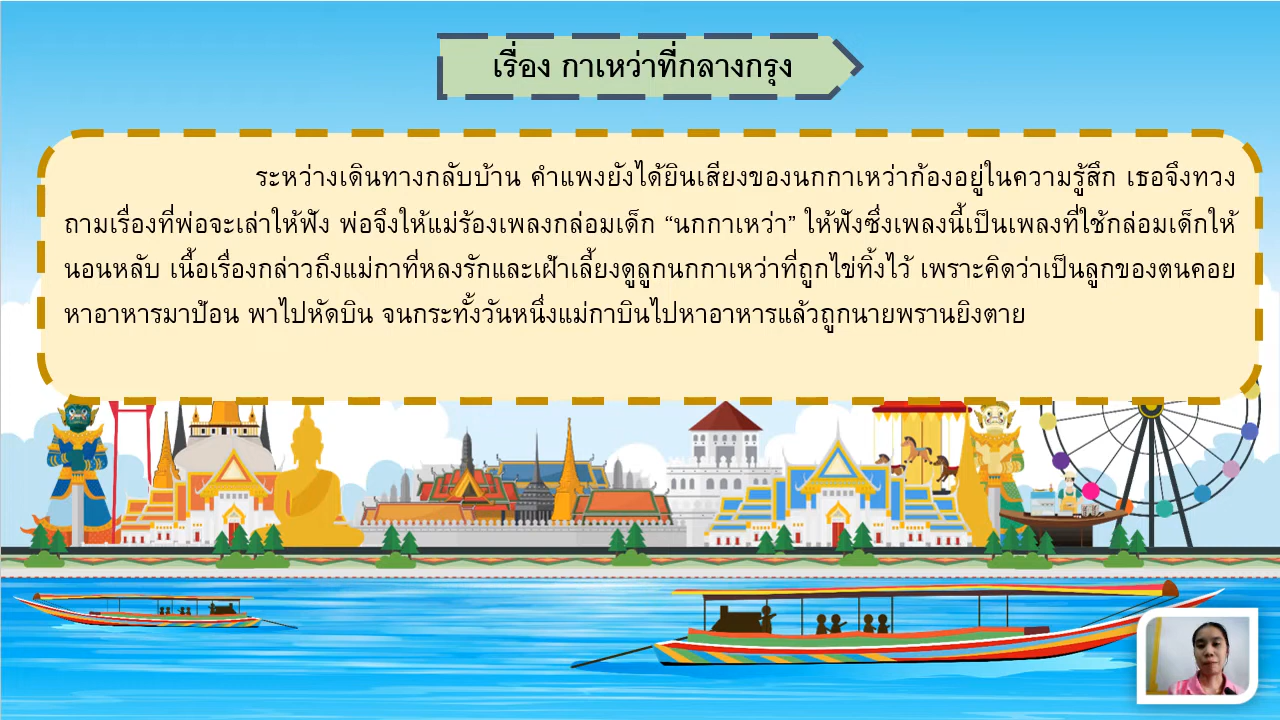 เรื่อง กาเหว่าที่กลางกรุง
ระหว่างเดินทางกลับบ้าน คำแพงยังได้ยินเสียงของนกกาเหว่าก้องอยู่ในความรู้สึก เธอจึงทวง
ถามเรื่องที่พ่อจะเล่าให้ฟัง พ่อจึงให้แม่ร้องเพลงกล่อมเด็ก “นกกาเหว่า” ให้ฟังซึ่งเพลงนี้เป็นเพลงที่ใช้กล่อมเด็กให้
นอนหลับ เนื้อเรื่องกล่าวถึงแม่กาที่หลงรักและเฝ้าเลี้ยงดูลูกนกกาเหว่าที่ถูกไข่ทิ้งไว้ เพราะคิดว่าเป็นลูกของตนคอย
หาอาหารมาป้อน พาไปหัดบิน จนกระทั้งวันหนึ่งแม่กาบินไปหาอาหารแล้วถูกนายพรานยิงตาย